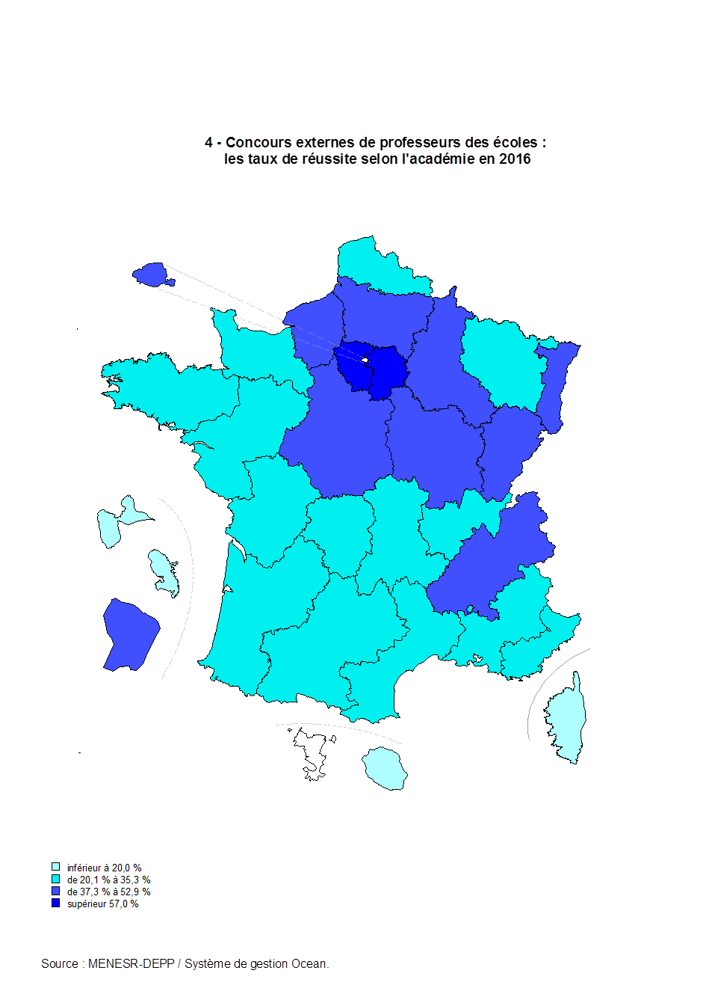 4 - Concours externes de professeurs des écoles :
les taux de réussite selon l'académie en 2016
inférieur à 20,0 %
de 20,1 % à 35,3 %
de 37,3 % à 52,9 %
supérieur 57,0 %
Source : MENESR-DEPP / Système de gestion Ocean.